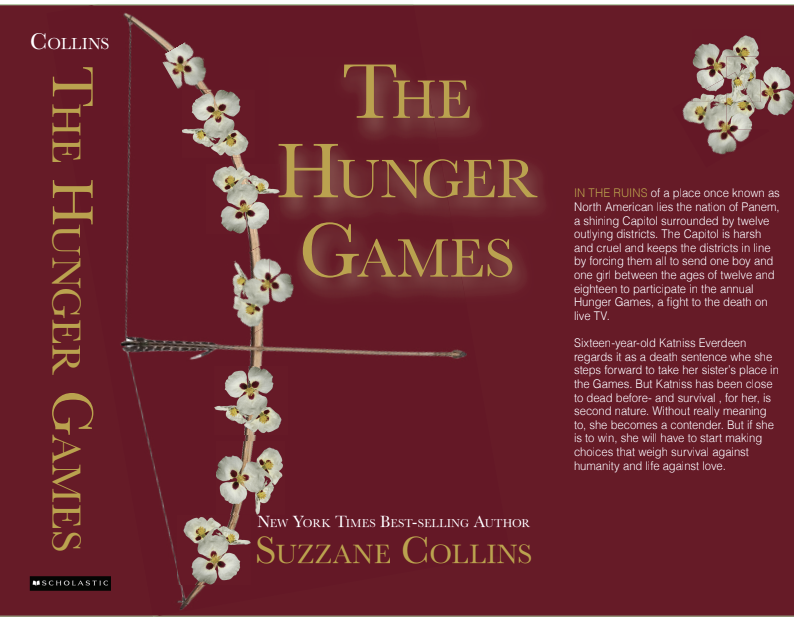 COLLINS
THE HUNGER GAMES
SCHOLASTIC
THE
HUNGER
GAMES
NEW YORK TIMES BEST-SELLING AUTHOR
SUZZANE COLLINS
IN THE RUINS of a place once known as
North American lies the nation of Panem,
a shining Capitol surrounded by twelve
outlying districts. The Capitol is harsh
and cruel and keeps the districts in line
by forcing them all to send one boy and
one girl between the ages of twelve and
eighteen to participate in the annual
Hunger Games, a fight to the death on
live TV.
Sixteen-year-old Katniss Everdeen
regards it as a death sentence whe she
steps forward to take her sister's place in
the Games. But Katniss has been close
to dead before- and survival , for her, is
second nature. Without really meaning
to, she becomes a contender. But if she
is to win, she will have to start making
choices that weigh survival against
humanity and life against love.